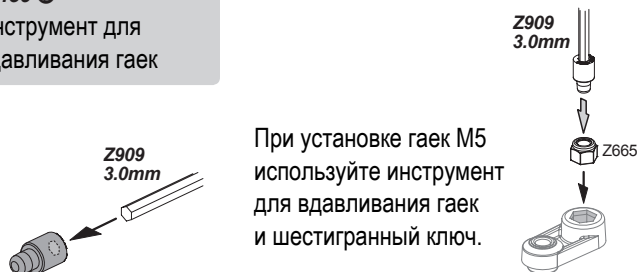 нструмент для
давливания гаек
Z909
3.0mm
При установке гаек М5
используйте инструмент
для вдавливания гаек
и шестигранный ключ.
Z909
3.0mm
Z665